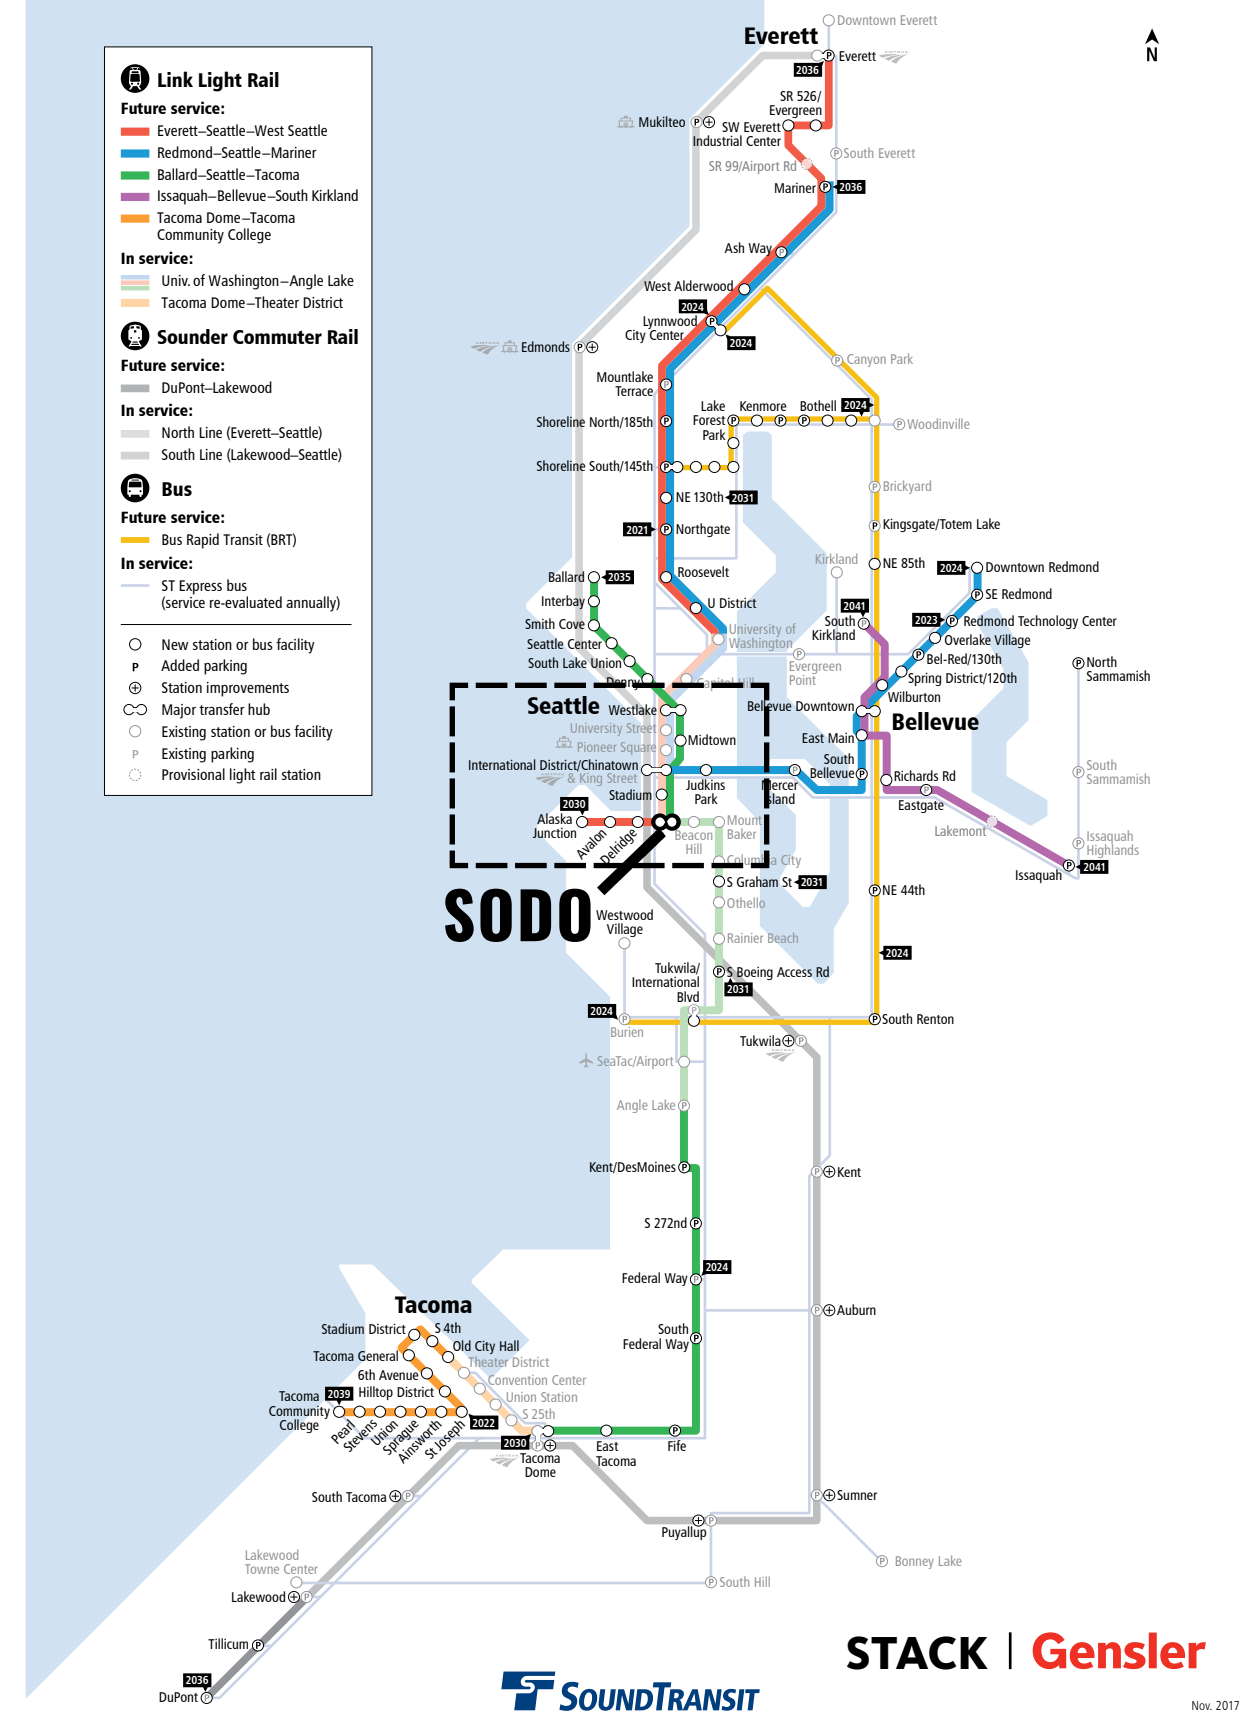 Link Light Rail
Future service:
Everett–Seattle–West Seattle
Redmond–Seattle–Mariner
Ballard–Seattle–Tacoma
Issaquah–Bellevue–South Kirkland
Tacoma Dome–Tacoma
Community College
In service:
Univ. of Washington–Angle Lake
Tacoma Dome–Theater District
Sounder Commuter Rail
Future service:
DuPont–Lakewood
In service:
North Line (Everett–Seattle)
South Line (Lakewood–Seattle)
Bus
Future service:
Bus Rapid Transit (BRT)
In service:
ST Express bus
(service re-evaluated annually)
New station or bus facility
P Added parking
Station improvements
Major transfer hub
Existing station or bus facility
P Existing parking
Provisional light rail station
N
Downtown Everett
Everett
Everett
2036
SR 526/
Evergreen
Mukilteo
SW Everett
Industrial Center
South Everett
SR 99/Airport Rd
Mariner
2036
Ash Way
West Alderwood
2024
Lynnwood
City Center
2024
Edmonds
Canyon Park
Mountlake
Terrace
Lake
Forest
Park
Kenmore
Bothell
2024
Woodinville
Shoreline North/185th
Shoreline South/145th
Brickyard
NE 130th
2031
2021
Northgate
Kingsgate/Totem Lake
Kirkland
NE 85th
2024
Downtown Redmond
Ballard
2035
Roosevelt
SE Redmond
Interbay
U District
2041
South
Kirkland
2023
Redmond Technology Center
Smith Cove
University of
Washington
Overlake Village
Seattle Center
Bel-Red/130th
South Lake Union
Evergreen
Point
Spring District/120th
North
Sammamish
Denny
Capitol Hill
Wilburton
Seattle
Westlake
Bellevue Downtown
Bellevue
University Street
Pioneer Square
Midtown
East Main
International District/Chinatown
& King Street
South
Bellevue
South
Sammamish
Stadium
Judkins
Park
Mercer
Island
Richards Rd
Eastgate
2030
Alaska
Junction
Avalon
Delridge
Beacon
Hill
Mount
Baker
Lakemont
Issaquah
Highlands
Columbia City
Issaquah
2041
SODO
S Graham St
2031
NE 44th
Othello
Westwood
Village
Rainier Beach
2024
Tukwila/
International
Blvd
S Boeing Access Rd
2031
2024
Burien
South Renton
Tukwila
SeaTac/Airport
Angle Lake
Kent/DesMoines
Kent
S 272nd
2024
Federal Way
Auburn
South
Federal Way
Tacoma
Stadium District
S 4th
Old City Hall
Tacoma General
Theater District
6th Avenue
Convention Center
Hilltop District
Union Station
2039
Tacoma
Community
College
S 25th
2022
Pearl
Stevens
Union
Sprague
Ainsworth
St Joseph
2030
Tacoma
Dome
East
Tacoma
Fife
South Tacoma
Sumner
Puyallup
Lakewood
Towne Center
Bonney Lake
South Hill
Lakewood
Tillicum
2036
DuPont
STACK | Gensler
SOUNDTRANSIT
Nov. 2017